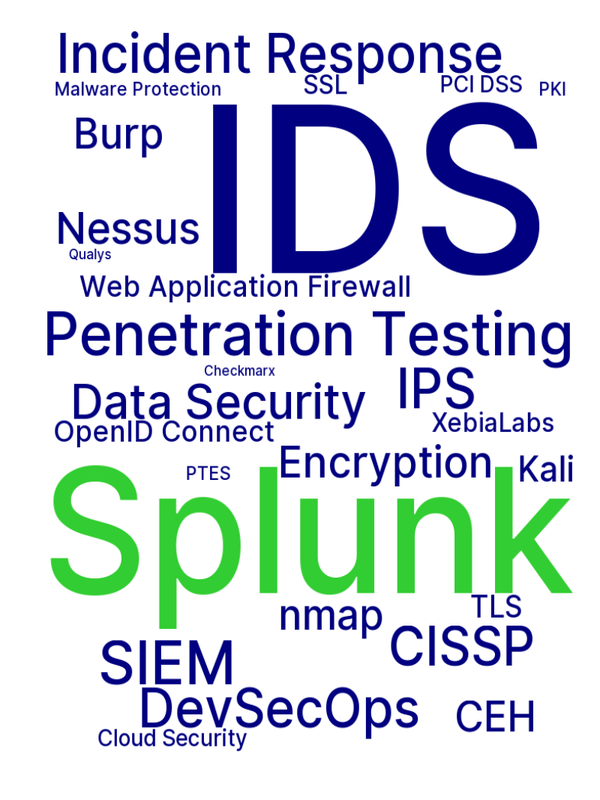 Incident Response
Malware Protection SSL PCI DSS PKI
Burp
IDS
Nessus
Qualys
Web Application Firewall
Penetration Testing
Checkmarx
Data Security IPS
OpenID Connect XebiaLabs
PTES Encryption Kali
Splunk
nmap TLS
SIEM CISSP
DevSecOps CEH
Cloud Security